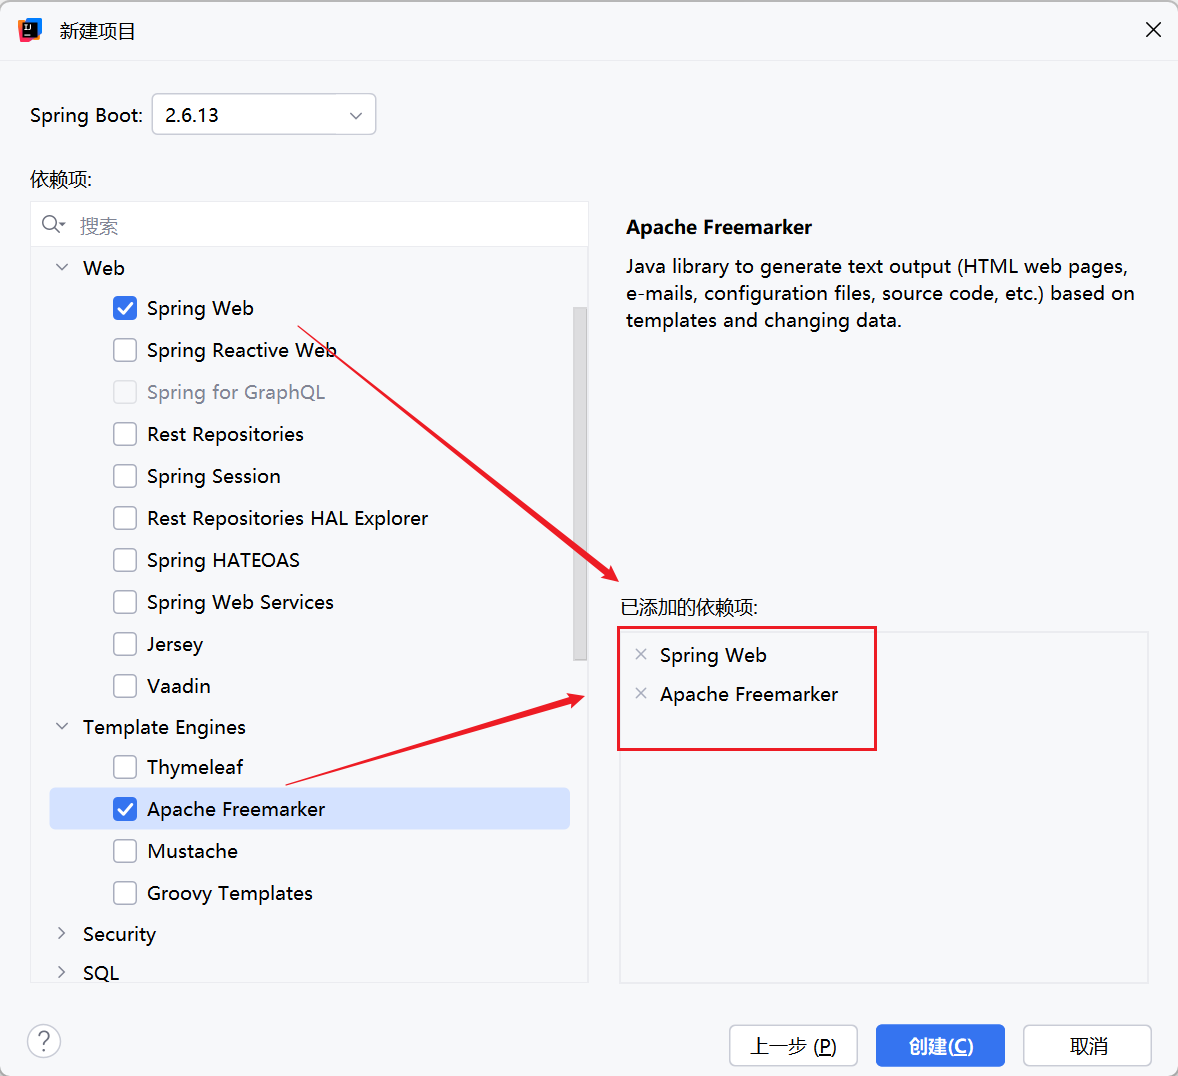 新建项目
Spring Boot: 2.6.13
依赖项:
搜索
Web
Spring Web
Spring Reactive Web
Spring for GraphQL
Rest Repositories
Spring Session
Rest Repositories HAL Explorer
Spring HATEOAS
Spring Web Services
Jersey
Vaadin
Template Engines
Thymeleaf
Apache Freemarker
Mustache
Groovy Templates
Security
SQL
Apache Freemarker
Java library to generate text output (HTML web pages,
e-mails, configuration files, source code, etc.) based on
templates and changing data.
已添加的依赖项:
Spring Web
Apache Freemarker
?
上一步 (P)
创建(C)
取消